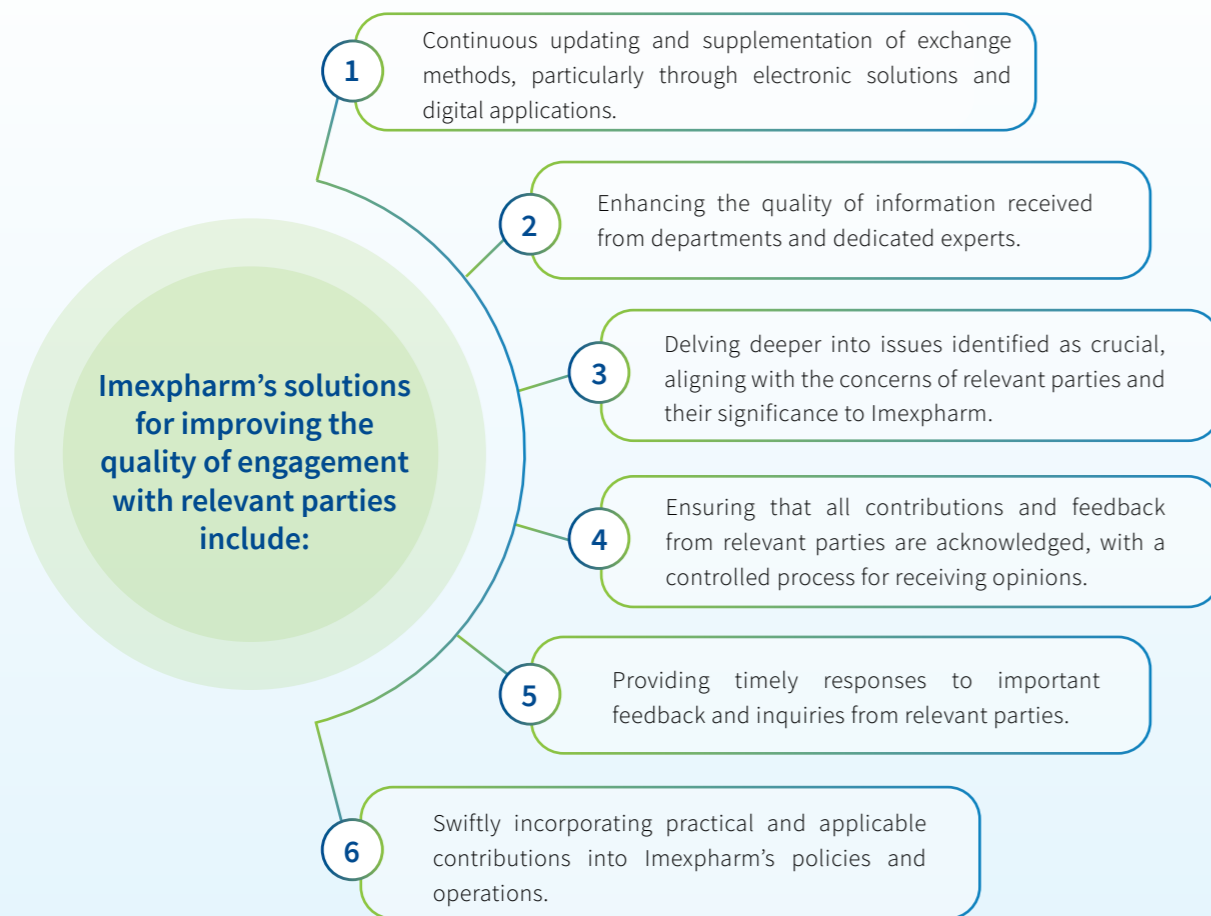 1
Continuous updating and supplementation of exchange
methods, particularly through electronic solutions and
digital applications.
2
Enhancing the quality of information received
from departments and dedicated experts.
Imexpharm’s solutions
for improving the
quality of engagement
with relevant parties
include:
3
Delving deeper into issues identified as crucial,
aligning with the concerns of relevant parties and
their significance to Imexpharm.
4
Ensuring that all contributions and feedback
from relevant parties are acknowledged, with a
controlled process for receiving opinions.
5
Providing timely responses to important
feedback and inquiries from relevant parties.
6
Swiftly incorporating practical and applicable
contributions into Imexpharm’s policies and
operations.